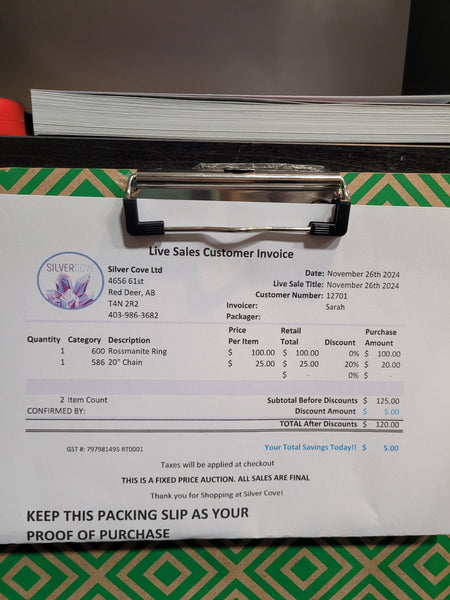 Live Sales Customer Invoice
SILVERCOVE
Silver Cove Ltd
4656 61st
Red Deer, AB
T4N 2R2
403-986-3682
Date: November 26th 2024
Live Sale Title: November 26th 2024
Customer Number: 12701
Invoicer: Sarah
Packager:
Quantity Category Description Price Per Item Retail Total Discount Purchase Amount
1 600 Rossmanite Ring $ 100.00 $ 100.00 0% $ 100.00
1 586 20" Chain $ 25.00 $ 25.00 20% $ 20.00
$ - 0% $ -
2 Item Count Subtotal Before Discounts $ 125.00
CONFIRMED BY: Discount Amount $ 5.00
TOTAL After Discounts $ 120.00
GST #: 797981495 RT0001 Your Total Savings Today!! $ 5.00
Taxes will be applied at checkout
THIS IS A FIXED PRICE AUCTION. ALL SALES ARE FINAL
Thank you for Shopping at Silver Cove!
KEEP THIS PACKING SLIP AS YOUR
PROOF OF PURCHASE